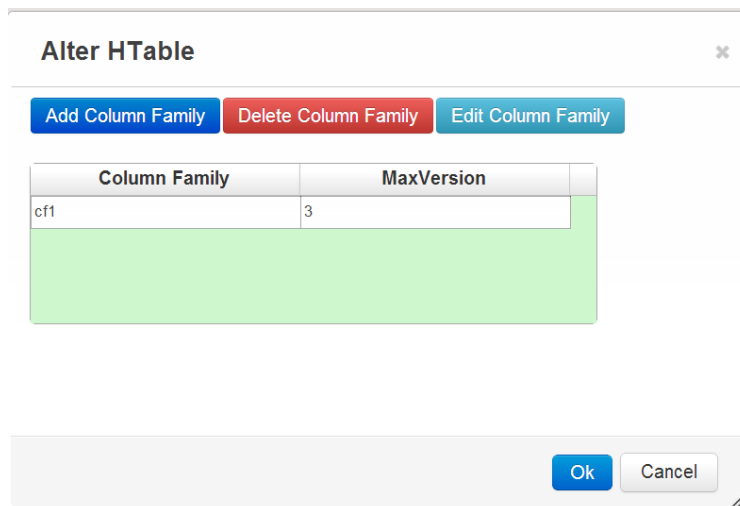 Alter HTable
Add Column Family Delete Column Family Edit Column Family
Column Family MaxVersion
cf1 3
Ok Cancel